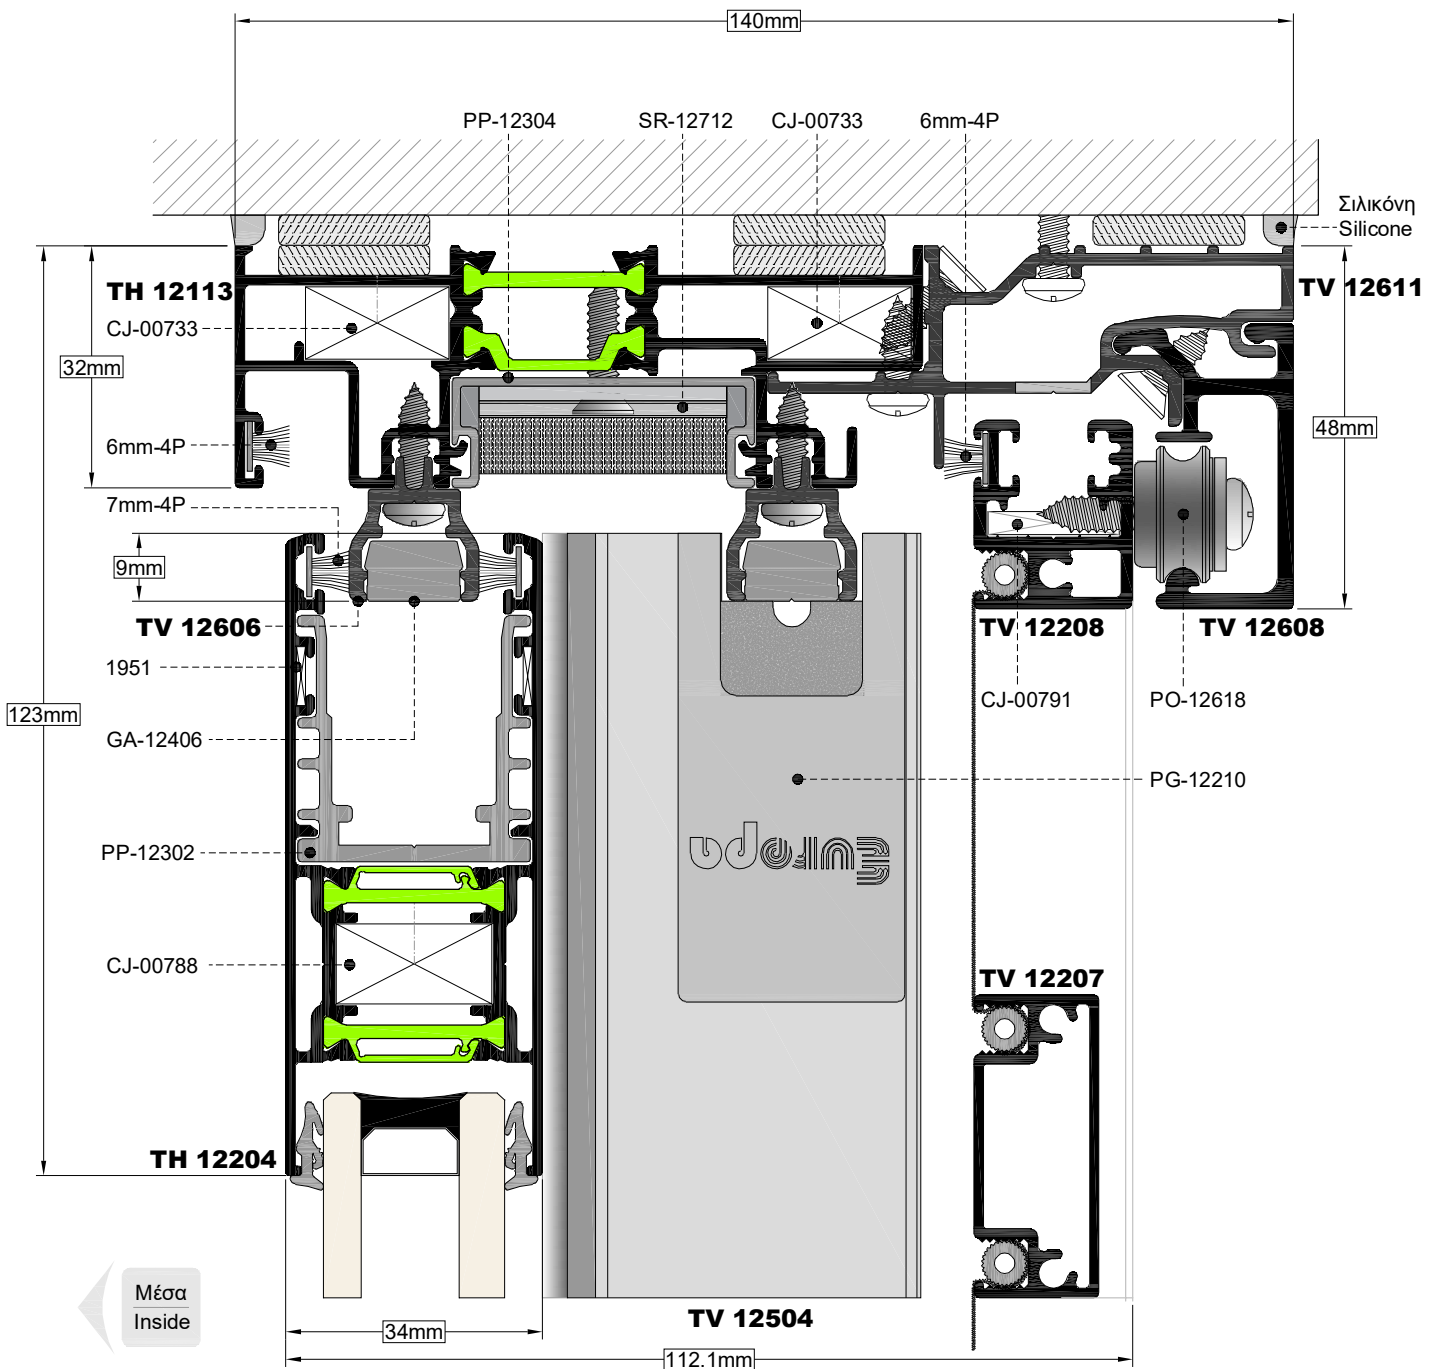 140mm
PP-12304
SR-12712
CJ-00733
6mm-4P
Σιλικόνη
Silicone
TH 12113
TV 12611
CJ-00733
32mm
48mm
6mm-4P
7mm-4P
9mm
TV 12606
TV 12208
TV 12608
1951
CJ-00791
PO-12618
123mm
GA-12406
PG-12210
PP-12302
Europa
CJ-00788
TV 12207
TH 12204
Μέσα
Inside
TV 12504
34mm
112.1mm